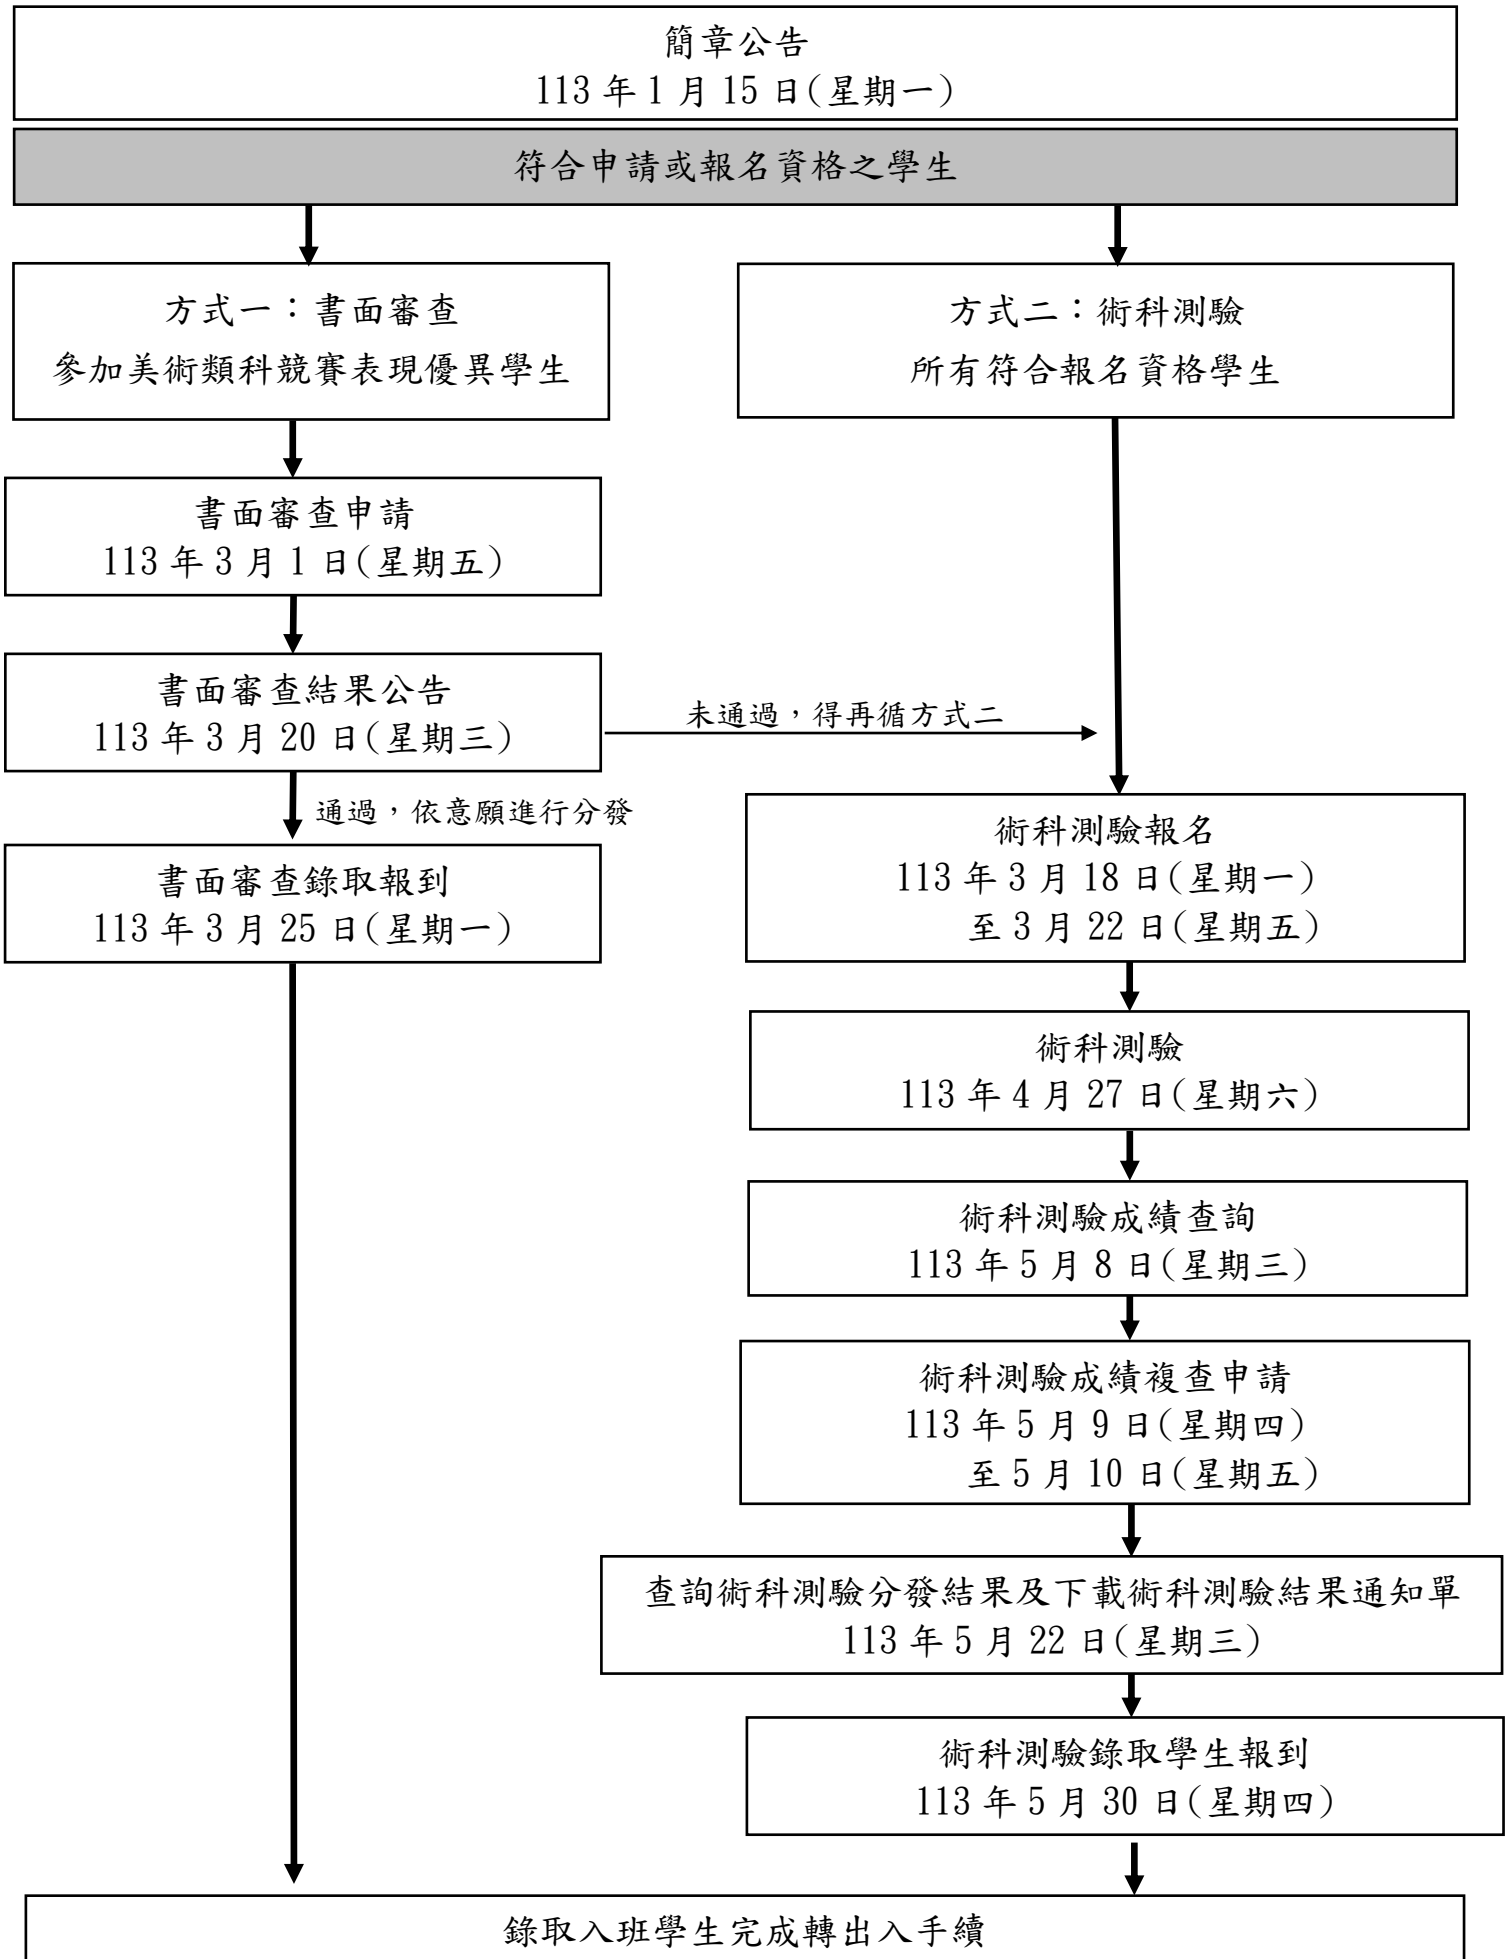 簡章公告
113 年 1 月 15 日(星期一)
符合申請或報名資格之學生
方式一：書面審查
參加美術類科競賽表現優異學生
書面審查申請
113 年 3 月 1 日(星期五)
書面審查結果公告
113 年 3 月 20 日(星期三)
未通過，得再循方式二
通過，依意願進行分發
書面審查錄取報到
113 年 3 月 25 日(星期一)
方式二：術科測驗
所有符合報名資格學生
術科測驗報名
113 年 3 月 18 日(星期一)
至 3 月 22 日(星期五)
術科測驗
113 年 4 月 27 日(星期六)
術科測驗成績查詢
113 年 5 月 8 日(星期三)
術科測驗成績複查申請
113 年 5 月 9 日(星期四)
至 5 月 10 日(星期五)
查詢術科測驗分發結果及下載術科測驗結果通知單
113 年 5 月 22 日(星期三)
術科測驗錄取學生報到
113 年 5 月 30 日(星期四)
錄取入班學生完成轉出入手續